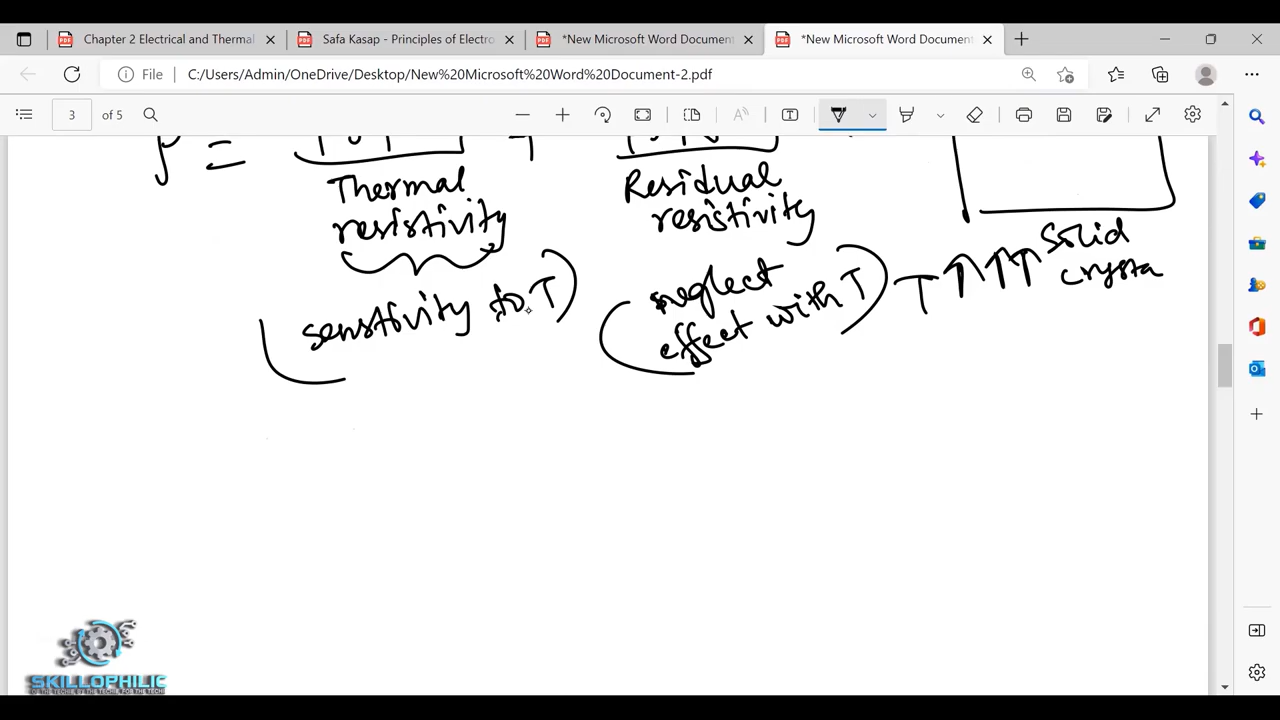 Chapter 2 Electrical and Thermal
Safa Kasap - Principles of Electro
*New Microsoft Word Document
*New Microsoft Word Document
File
C:/Users/Admin/OneDrive/Desktop/New%20Microsoft%20Word%20Document-2.pdf
3 of 5
ρ =
+
Thermal
resistivity
Residual
resistivity
Solid
crysta
sensitivity to T
neglect
effect with T
T ↑ ↑↑
SKILLOPHILIC